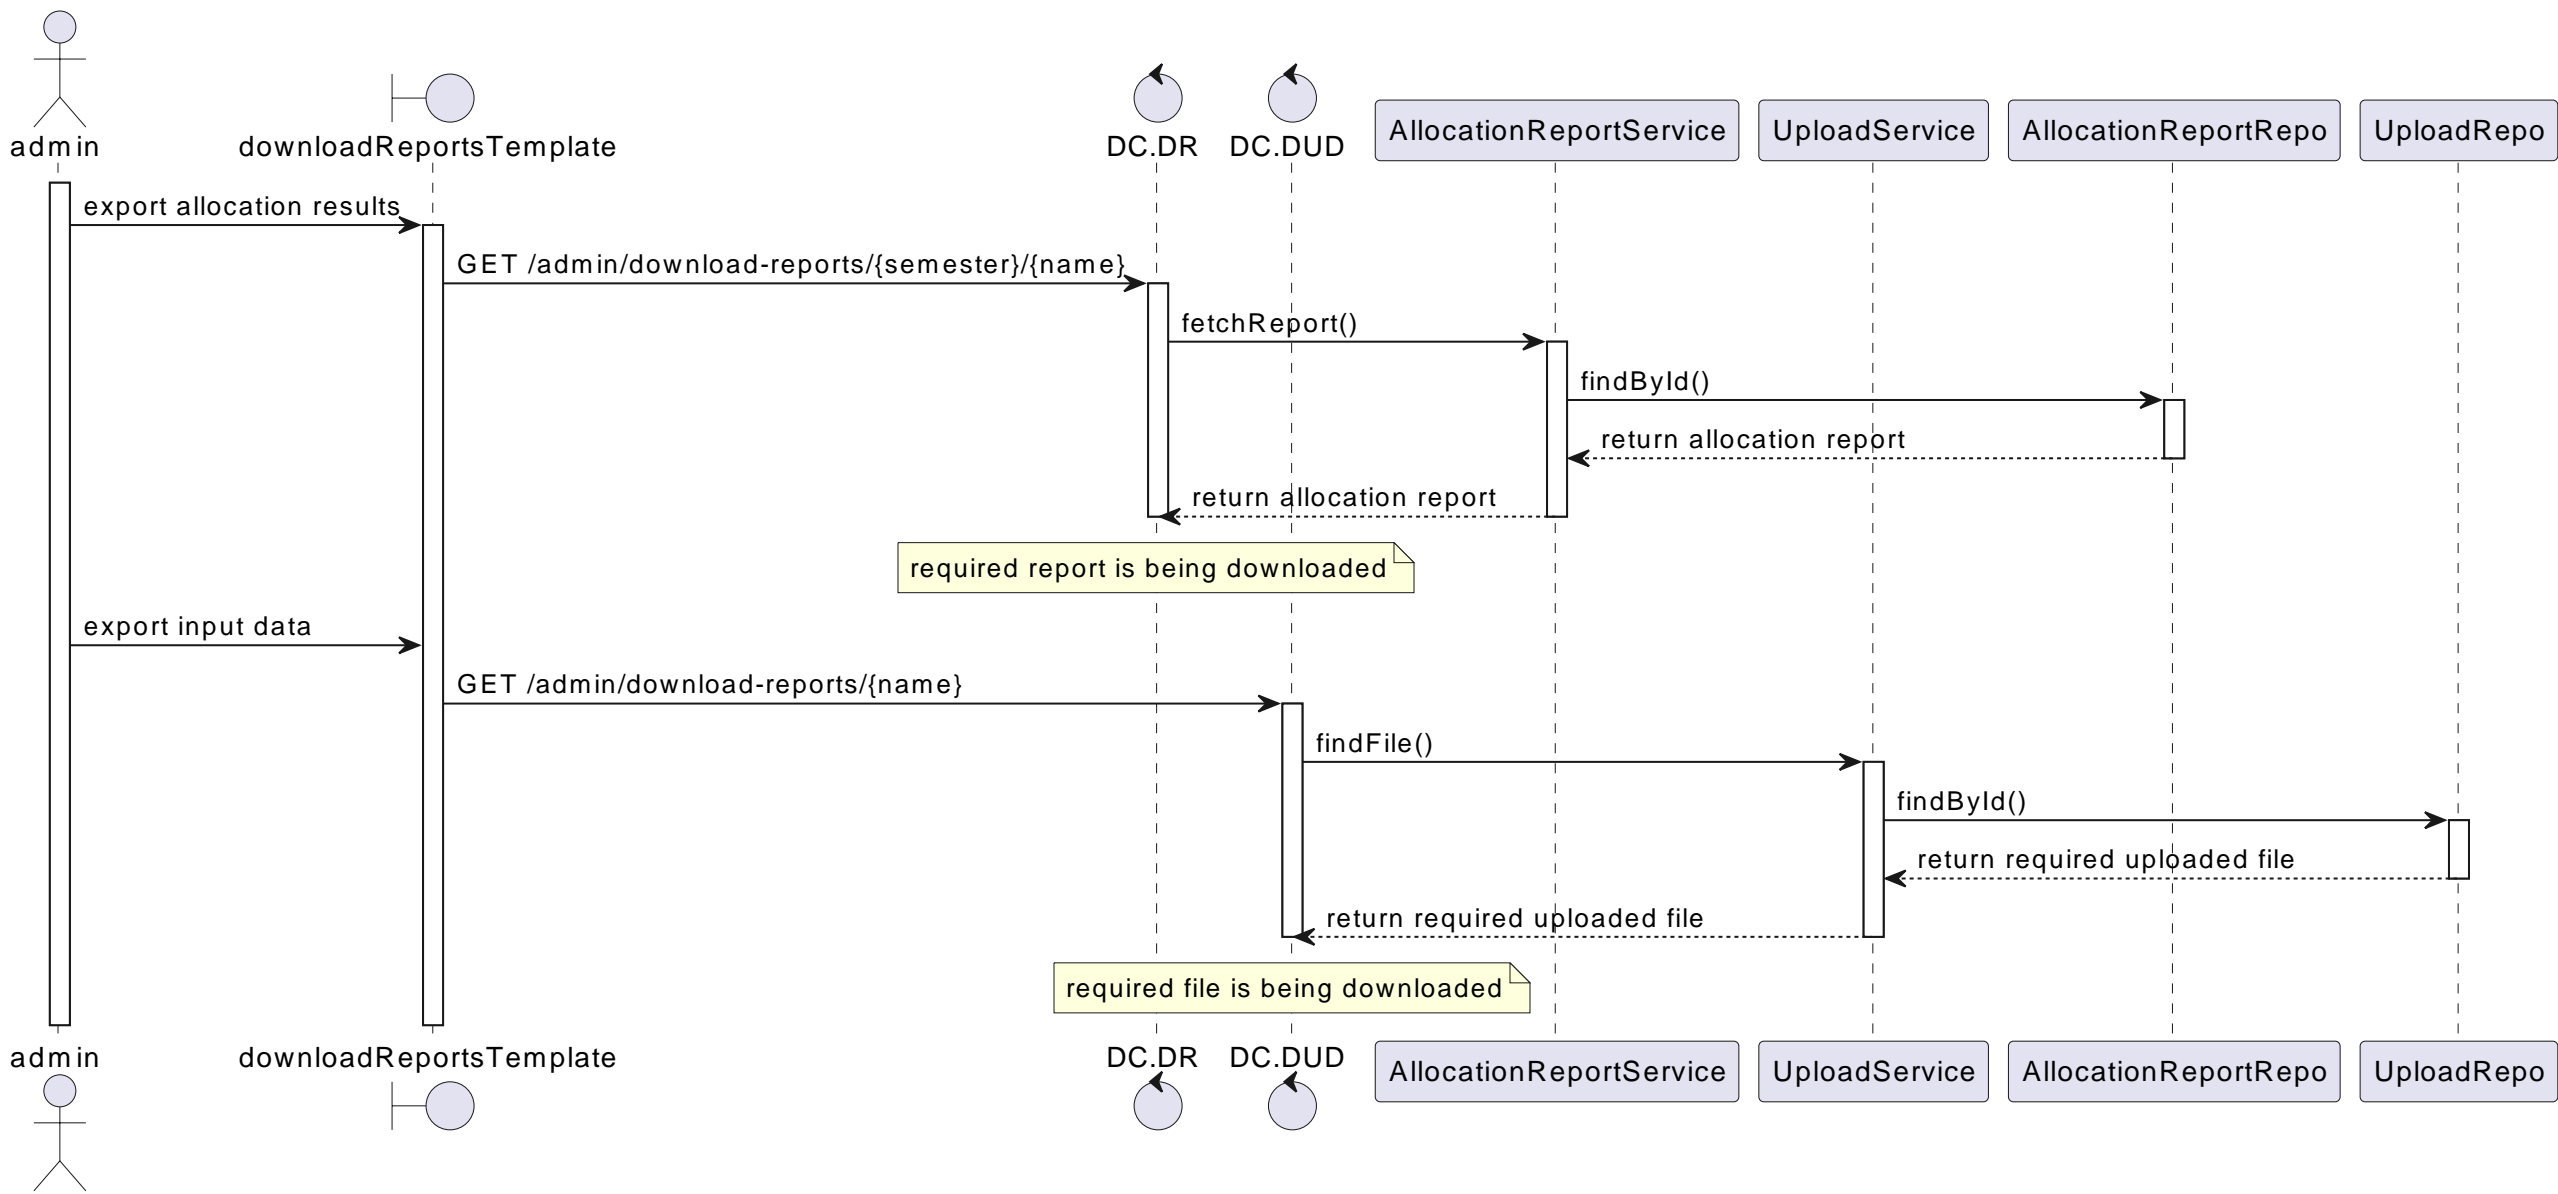 admin
downloadReportsTemplate
DC.DR
DC.DUD
AllocationReportService
UploadService
AllocationReportRepo
UploadRepo
export allocation results
GET /admin/download-reports/{semester}/{name}
fetchReport()
findById()
return allocation report
return allocation report
required report is being downloaded
export input data
GET /admin/download-reports/{name}
findFile()
findById()
return required uploaded file
return required uploaded file
required file is being downloaded
admin
downloadReportsTemplate
DC.DR
DC.DUD
AllocationReportService
UploadService
AllocationReportRepo
UploadRepo